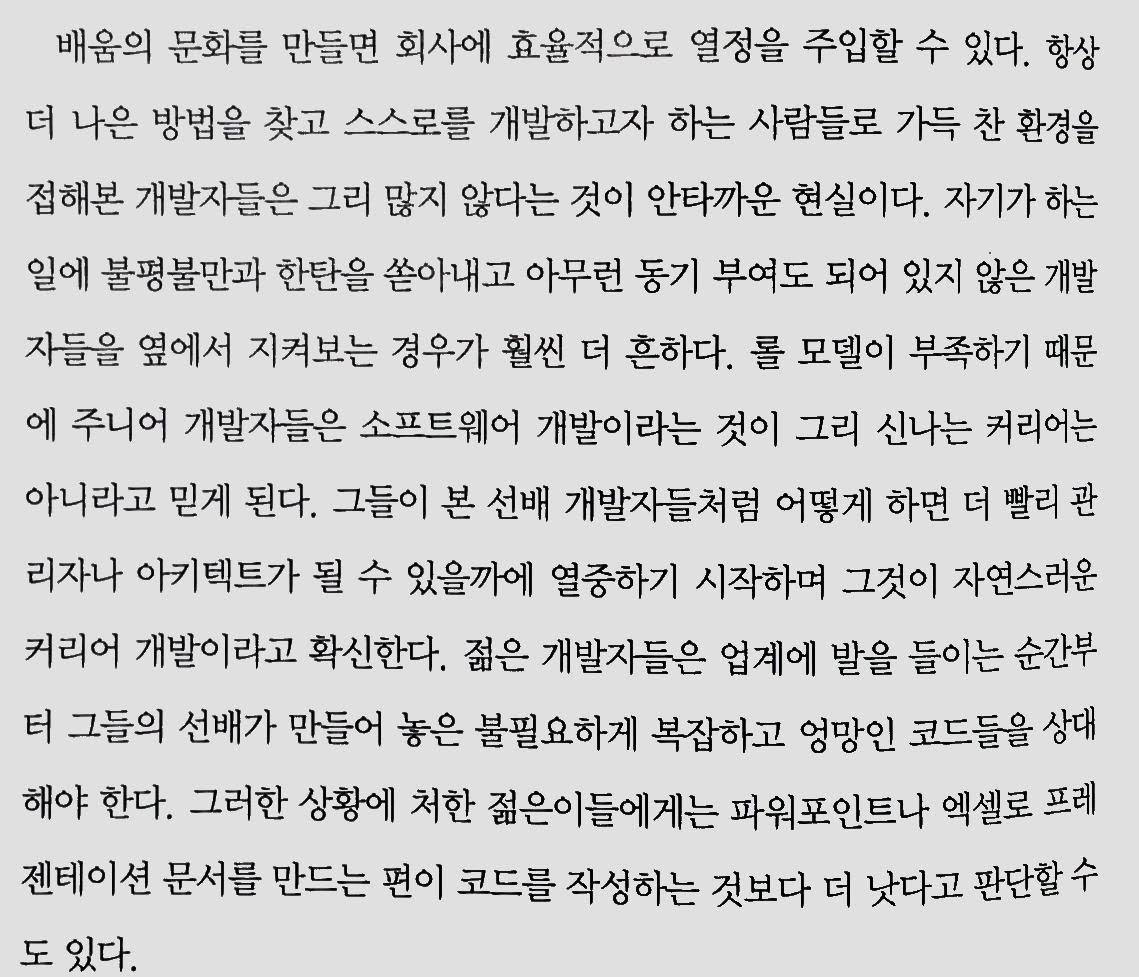 배움의 문화를 만들면 회사에 효율적으로 열정을 주입할 수 있다. 항상
더 나은 방법을 찾고 스스로를 개발하고자 하는 사람들로 가득 찬 환경을
접해본 개발자들은 그리 많지 않다는 것이 안타까운 현실이다. 자기가 하는
일에 불평불만과 한탄을 쏟아내고 아무런 동기 부여도 되어 있지 않은 개발
자들을 옆에서 지켜보는 경우가 훨씬 더 흔하다. 롤 모델이 부족하기 때문
에 주니어 개발자들은 소프트웨어 개발이라는 것이 그리 신나는 커리어는
아니라고 믿게 된다. 그들이 본 선배 개발자들처럼 어떻게 하면 더 빨리 관
리자나 아키텍트가 될 수 있을까에 열중하기 시작하며 그것이 자연스러운
커리어 개발이라고 확신한다. 젊은 개발자들은 업계에 발을 들이는 순간부
터 그들의 선배가 만들어 놓은 불필요하게 복잡하고 엉망인 코드들을 상대
해야 한다. 그러한 상황에 처한 젊은이들에게는 파워포인트나 엑셀로 프레
젠테이션 문서를 만드는 편이 코드를 작성하는 것보다 더 낫다고 판단할 수
도 있다.